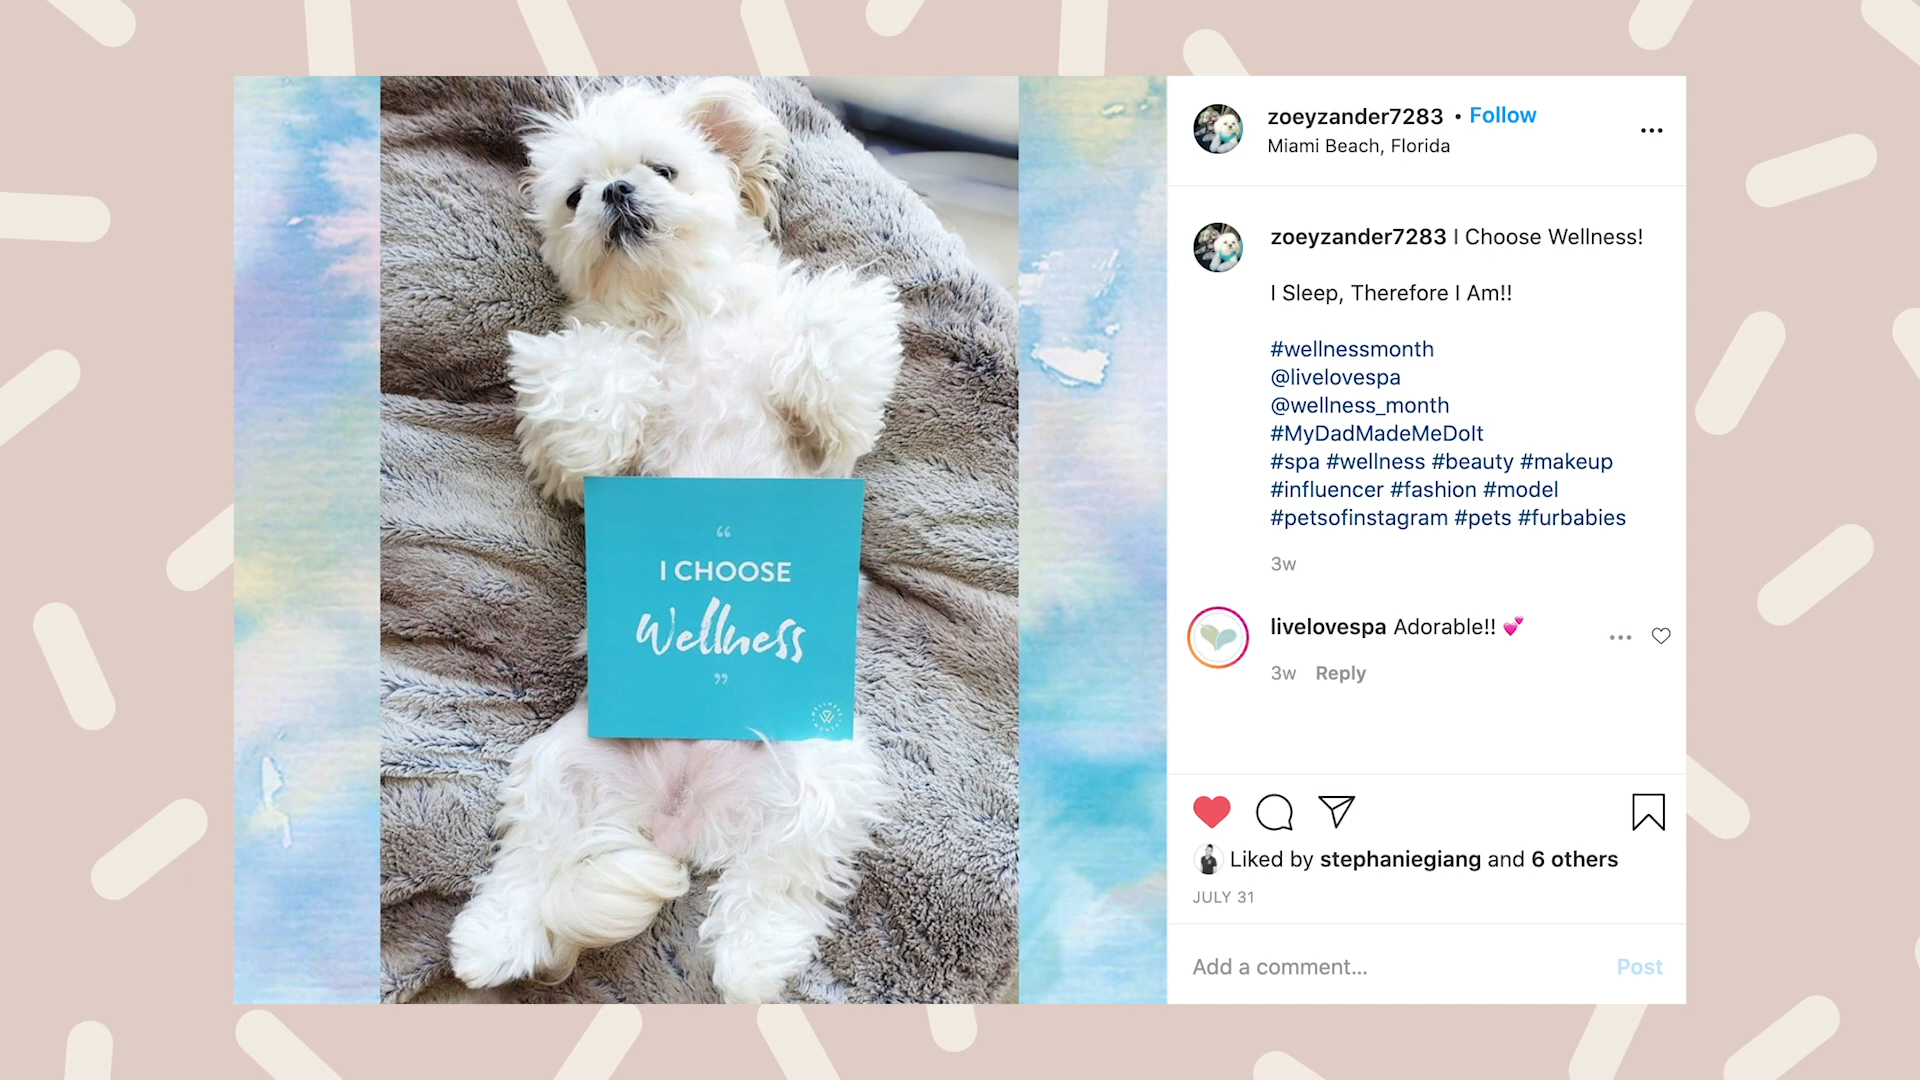 “
I CHOOSE
Wellness
”
WELLNESS
MONTH
zoeyzander7283 • Follow
Miami Beach, Florida
zoeyzander7283 I Choose Wellness!
I Sleep, Therefore I Am!!
#wellnessmonth
@livelovespa
@wellness_month
#MyDadMadeMeDoIt
#spa #wellness #beauty #makeup
#influencer #fashion #model
#petsofinstagram #pets #furbabies
3w
livelovespa Adorable!! 💕
3w Reply
Liked by stephaniegiang and 6 others
JULY 31
Add a comment... Post